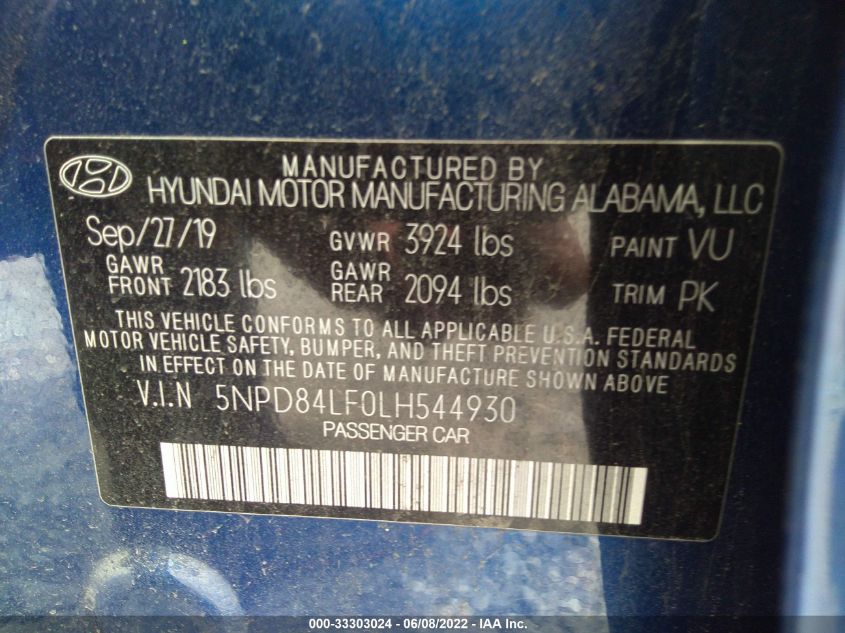 MANUFACTURED BY
HYUNDAI MOTOR MANUFACTURING ALABAMA, LLC
Sep/27/19 GVWR 3924 lbs PAINT VU
GAWR FRONT 2183 lbs GAWR REAR 2094 lbs TRIM PK
THIS VEHICLE CONFORMS TO ALL APPLICABLE U.S.A. FEDERAL
MOTOR VEHICLE SAFETY, BUMPER, AND THEFT PREVENTION STANDARDS
IN EFFECT ON THE DATE OF MANUFACTURE SHOWN ABOVE
V.I.N 5NPD84LF0LH544930
PASSENGER CAR
000-33303024 - 06/08/2022 - IAA Inc.